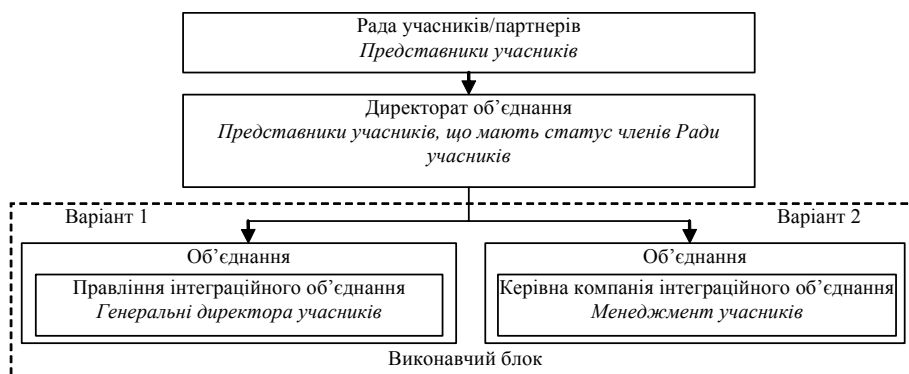 Рада учасників/партнерів
Представники учасників
Директорат об’єднання
Представники учасників, що мають статус членів Ради
учасників
Варіант 1
Варіант 2
Об’єднання
Правління інтеграційного об’єднання
Генеральні директора учасників
Об’єднання
Керівна компанія інтеграційного об’єднання
Менеджмент учасників
Виконавчий блок